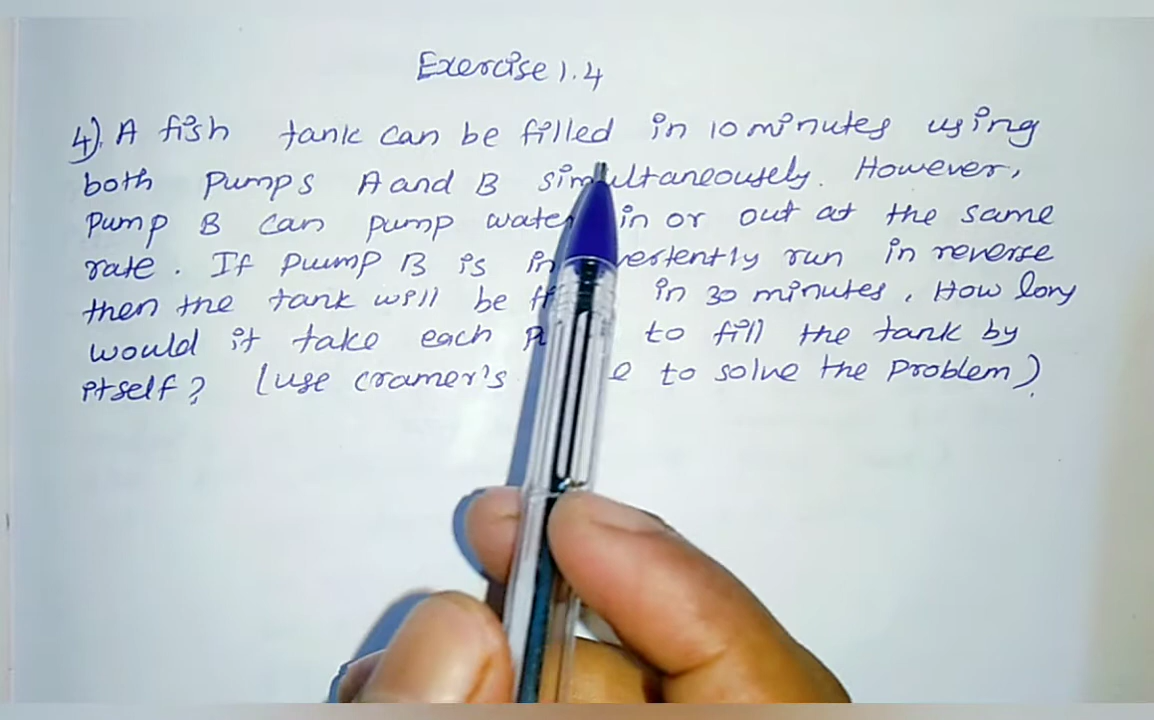 Exercise 1.4
4). A fish tank can be filled in 10 minutes using
both Pumps A and B simultaneously. However,
Pump B can pump water in or out at the same
rate. If Pump B is in vertently run in reverse
then the tank will be in 30 minutes. How long
would it take each to fill the tank by
itself? (use cramer's to solve the problem).